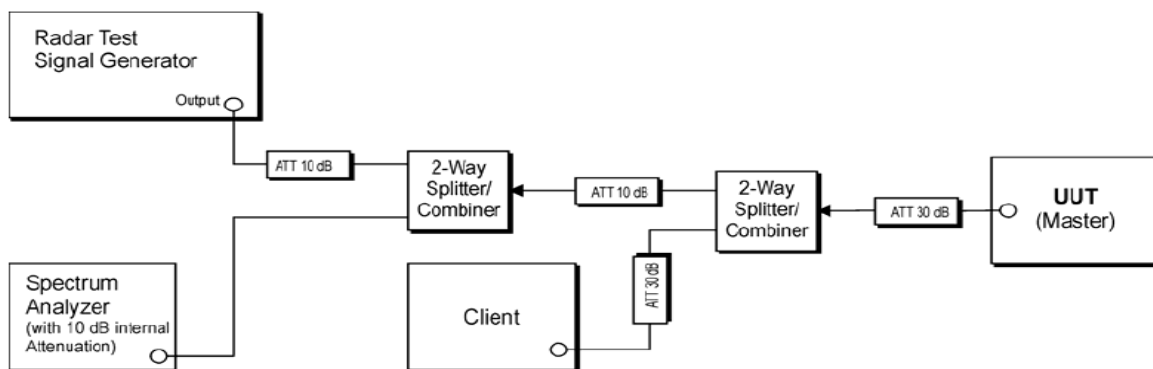 Radar Test
Signal Generator
Output
ATT 10 dB
2-Way
Splitter/
Combiner
ATT 10 dB
2-Way
Splitter/
Combiner
ATT 30 dB
UUT
(Master)
Spectrum
Analyzer
(with 10 dB internal
Attenuation)
Client
ATT 30 dB